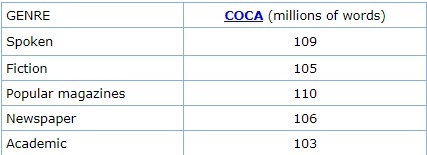 GENRE COCA (millions of words)
Spoken 109
Fiction 105
Popular magazines 110
Newspaper 106
Academic 103